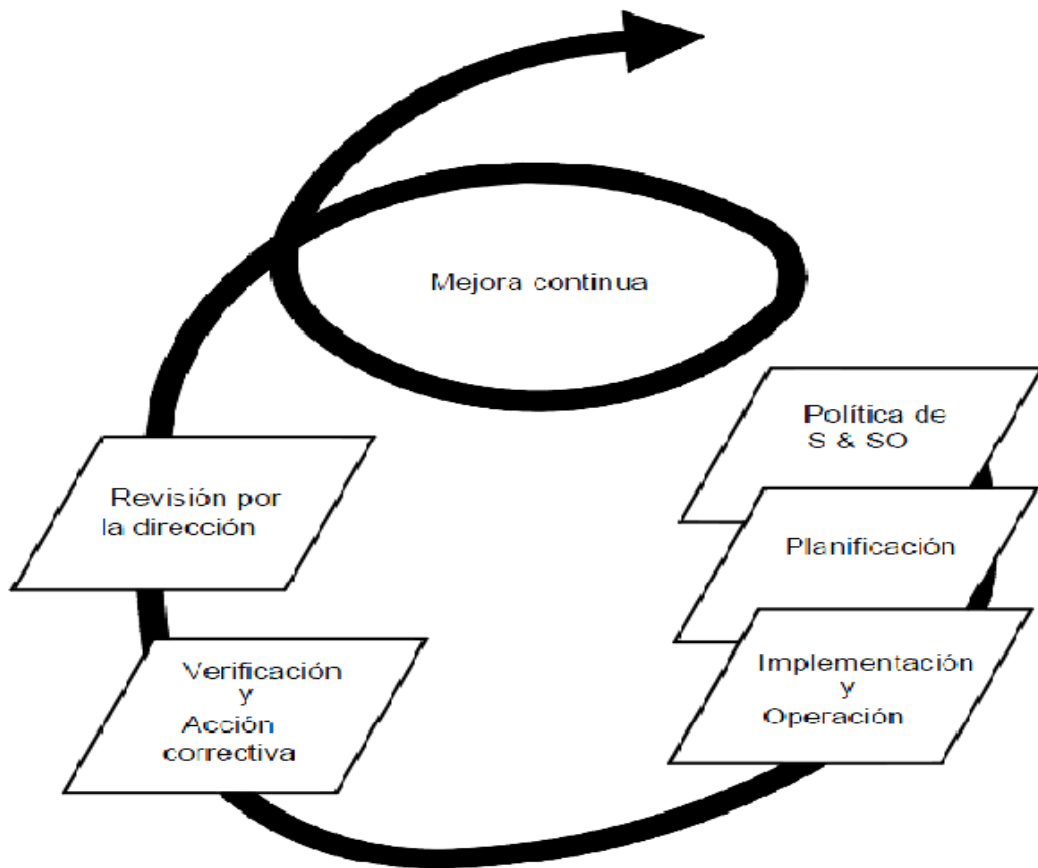 Mejora continua
Política de
S & SO
Planificación
Implementación
y
Operación
Verificación
y
Acción
correctiva
Revisión por
la dirección